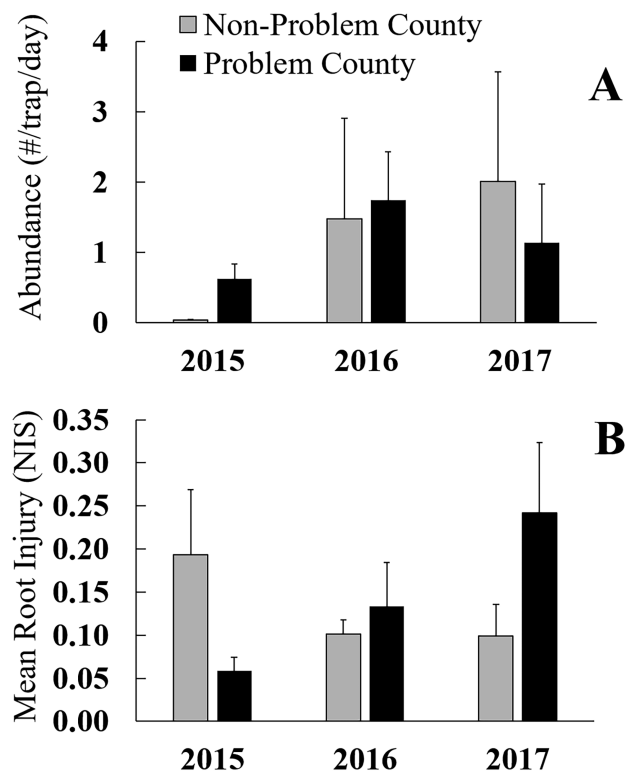 Non-Problem County
Problem County
A
Abundance (#/trap/day)
4
3
2
1
0
2015 2016 2017
B
Mean Root Injury (NIS)
0.35
0.30
0.25
0.20
0.15
0.10
0.05
0.00
2015 2016 2017